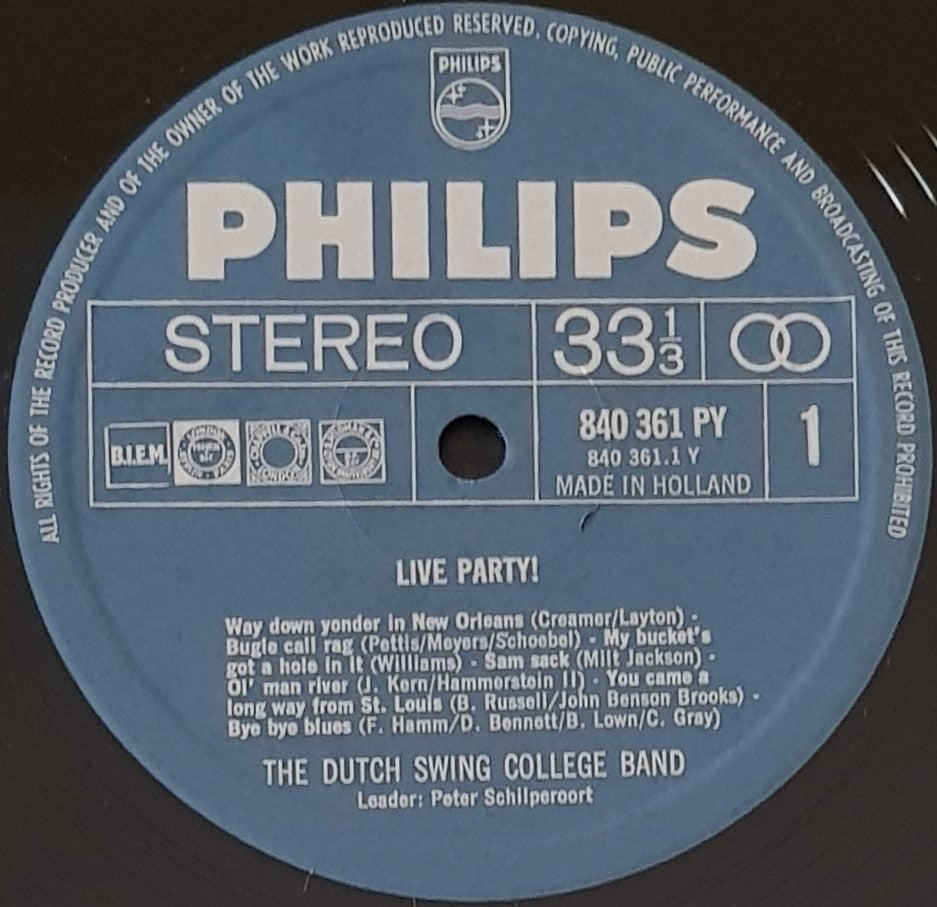 ALL RIGHTS OF THE RECORD PRODUCER AND OF THE OWNER OF THE WORK REPRODUCED RESERVED. COPYING, PUBLIC PERFORMANCE AND BROADCASTING OF THIS RECORD PROHIBITED
PHILIPS
PHILIPS
STEREO 33 1/3
B.I.E.M. 840 361 PY 1
840 361.1 Y
MADE IN HOLLAND
LIVE PARTY!
Way down yonder in New Orleans (Creamer/Layton) -
Bugle call rag (Pettis/Meyers/Schoebel) - My bucket's
got a hole in it (Williams) - Sam sack (Milt Jackson) -
Ol' man river (J. Kern/Hammerstein II) - You came a
long way from St. Louis (B. Russell/John Benson Brooks) -
Bye bye blues (F. Hamm/D. Bennett/B. Lown/C. Gray)
THE DUTCH SWING COLLEGE BAND
Leader: Peter Schilperoort